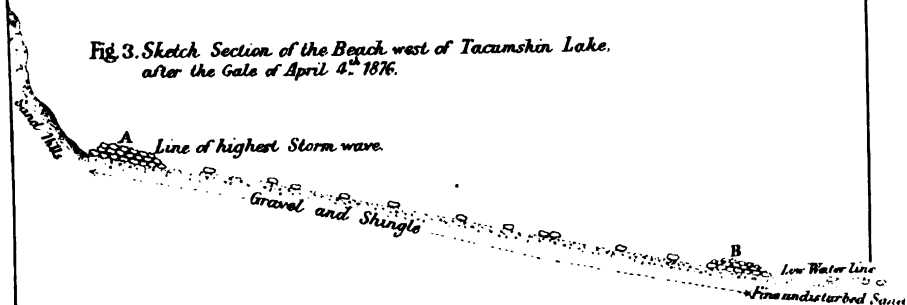 Fig. 3. Sketch Section of the Beach west of Tacumshin Lake,
after the Gale of April 4th 1876.
Sand Hills
A
Line of highest Storm wave.
Gravel and Shingle
B
Low Water line
Fine undisturbed Sand